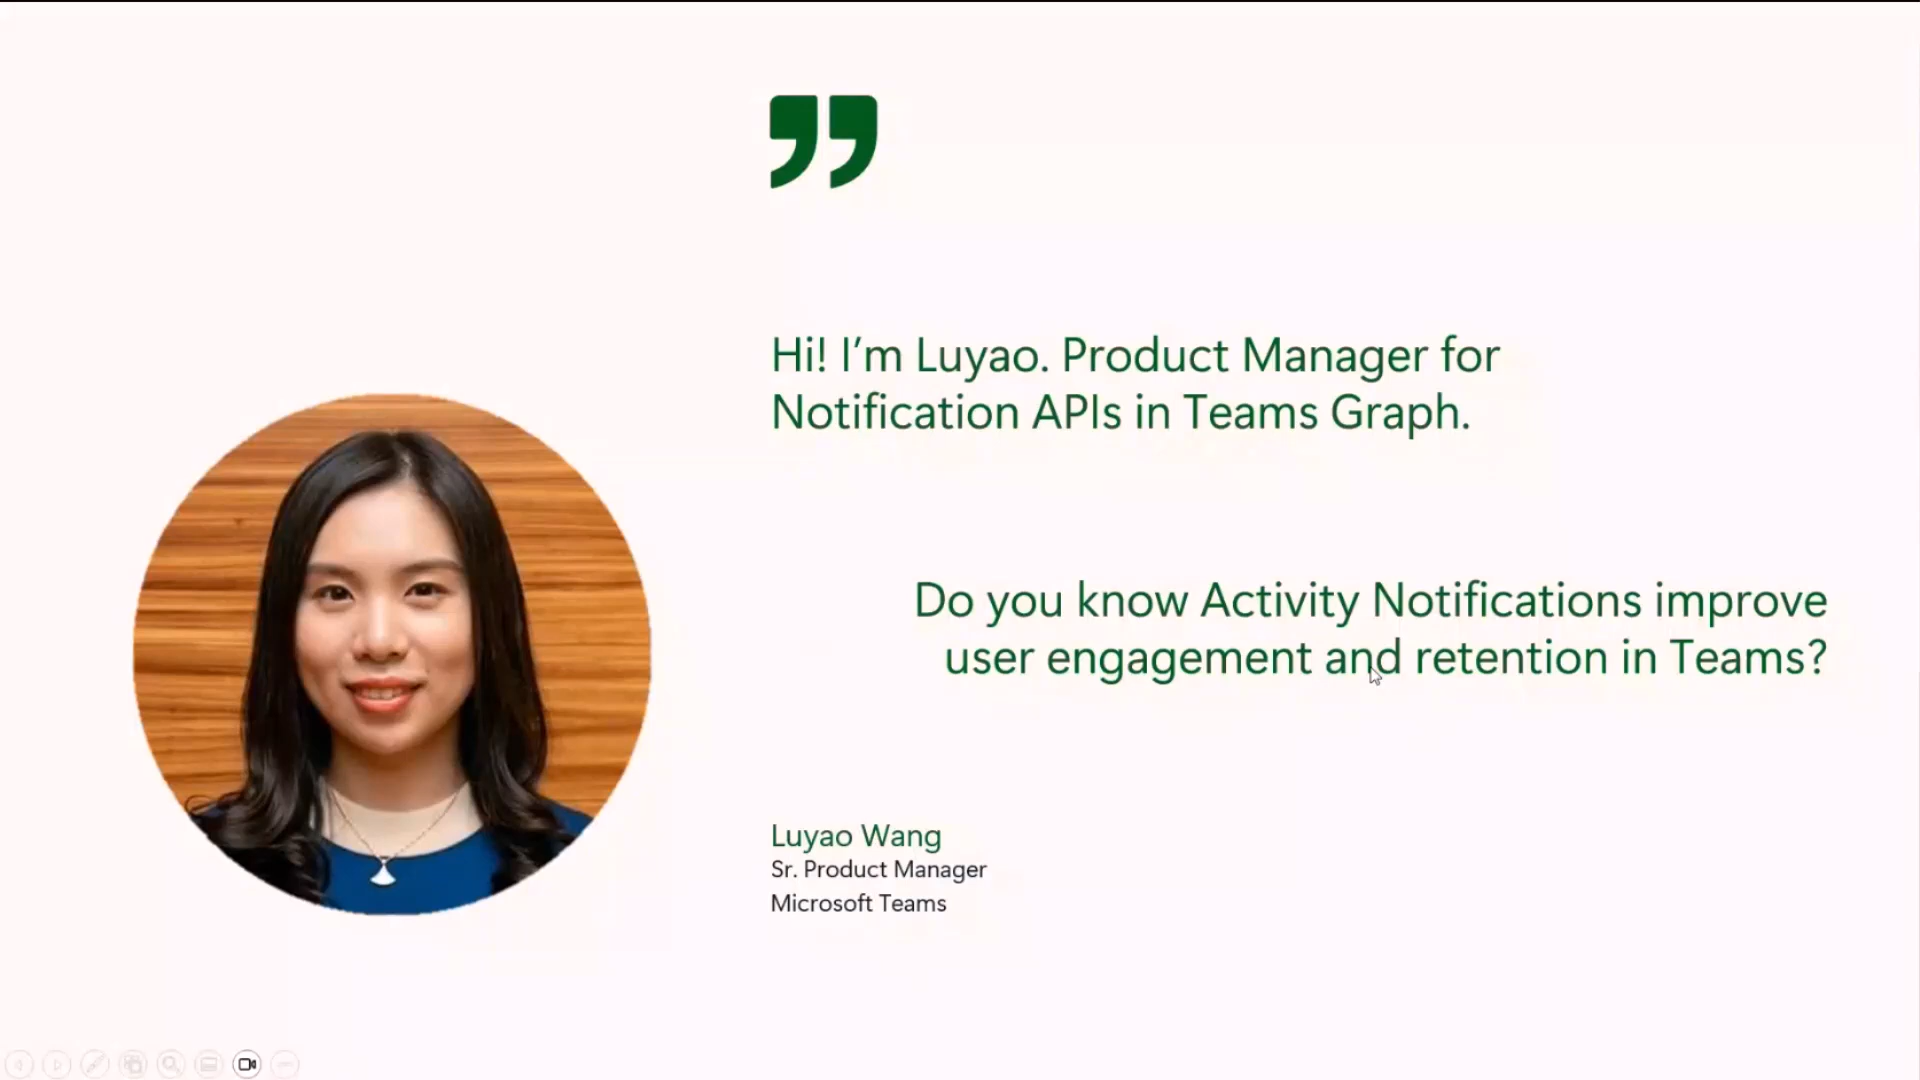 Hi! I’m Luyao. Product Manager for
Notification APIs in Teams Graph.
Do you know Activity Notifications improve
user engagement and retention in Teams?
Luyao Wang
Sr. Product Manager
Microsoft Teams